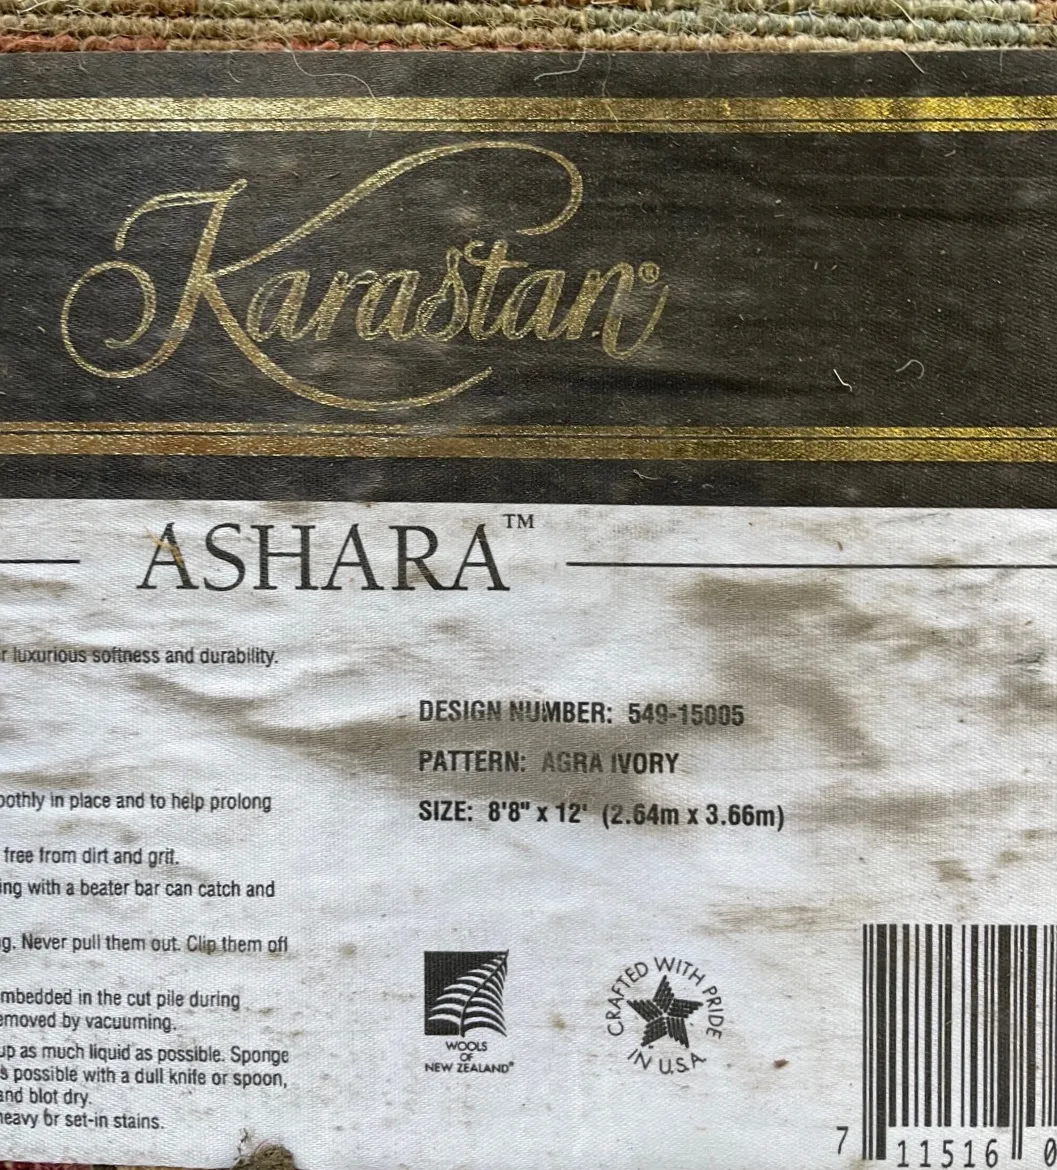 Karastan®
ASHARA™
r luxurious softness and durability.
DESIGN NUMBER: 549-15005
PATTERN: AGRA IVORY
SIZE: 8'8" x 12' (2.64m x 3.66m)
oothly in place and to help prolong
free from dirt and grit.
ing with a beater bar can catch and
g. Never pull them out. Clip them off
mbedded in the cut pile during
emoved by vacuuming.
up as much liquid as possible. Sponge
s possible with a dull knife or spoon,
and blot dry.
heavy or set-in stains.
WOOLS
OF
NEW ZEALAND®
CRAFTED WITH PRIDE
IN U.S.A.
7 11516 0